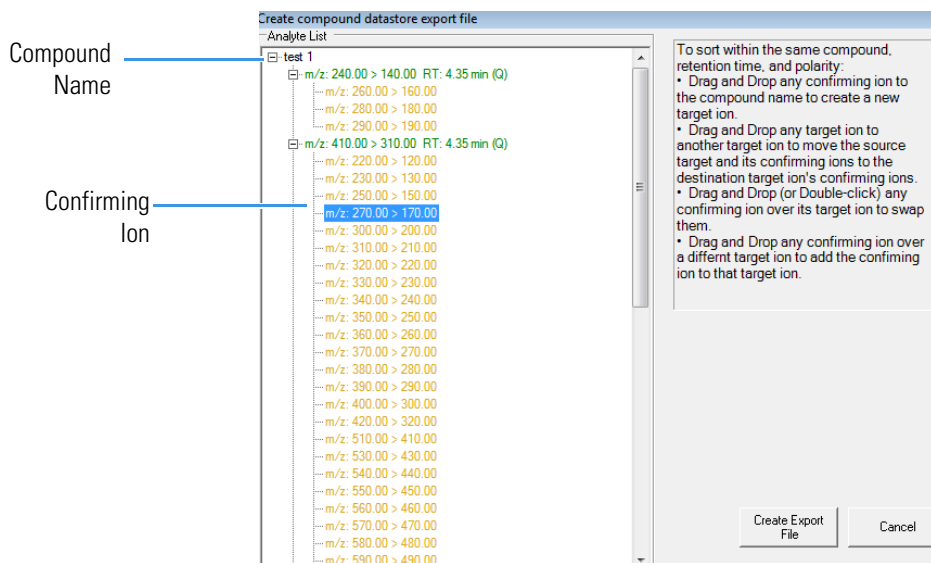 Create compound datastore export file
Analyte List
Compound
Name
Confirming
Ion
test 1
m/z: 240.00 > 140.00 RT: 4.35 min (Q)
m/z: 260.00 > 160.00
m/z: 280.00 > 180.00
m/z: 290.00 > 190.00
m/z: 410.00 > 310.00 RT: 4.35 min (Q)
m/z: 220.00 > 120.00
m/z: 230.00 > 130.00
m/z: 250.00 > 150.00
m/z: 270.00 > 170.00
m/z: 300.00 > 200.00
m/z: 310.00 > 210.00
m/z: 320.00 > 220.00
m/z: 330.00 > 230.00
m/z: 340.00 > 240.00
m/z: 350.00 > 250.00
m/z: 360.00 > 260.00
m/z: 370.00 > 270.00
m/z: 380.00 > 280.00
m/z: 390.00 > 290.00
m/z: 400.00 > 300.00
m/z: 420.00 > 320.00
m/z: 510.00 > 410.00
m/z: 530.00 > 430.00
m/z: 540.00 > 440.00
m/z: 550.00 > 450.00
m/z: 560.00 > 460.00
m/z: 570.00 > 470.00
m/z: 580.00 > 480.00
m/z: 590.00 > 490.00
To sort within the same compound,
retention time, and polarity:
• Drag and Drop any confirming ion to
the compound name to create a new
target ion.
• Drag and Drop any target ion to
another target ion to move the source
target and its confirming ions to the
destination target ion's confirming ions.
• Drag and Drop (or Double-click) any
confirming ion over its target ion to swap
them.
• Drag and Drop any confirming ion over
a differnt target ion to add the confiming
ion to that target ion.
Create Export
File
Cancel